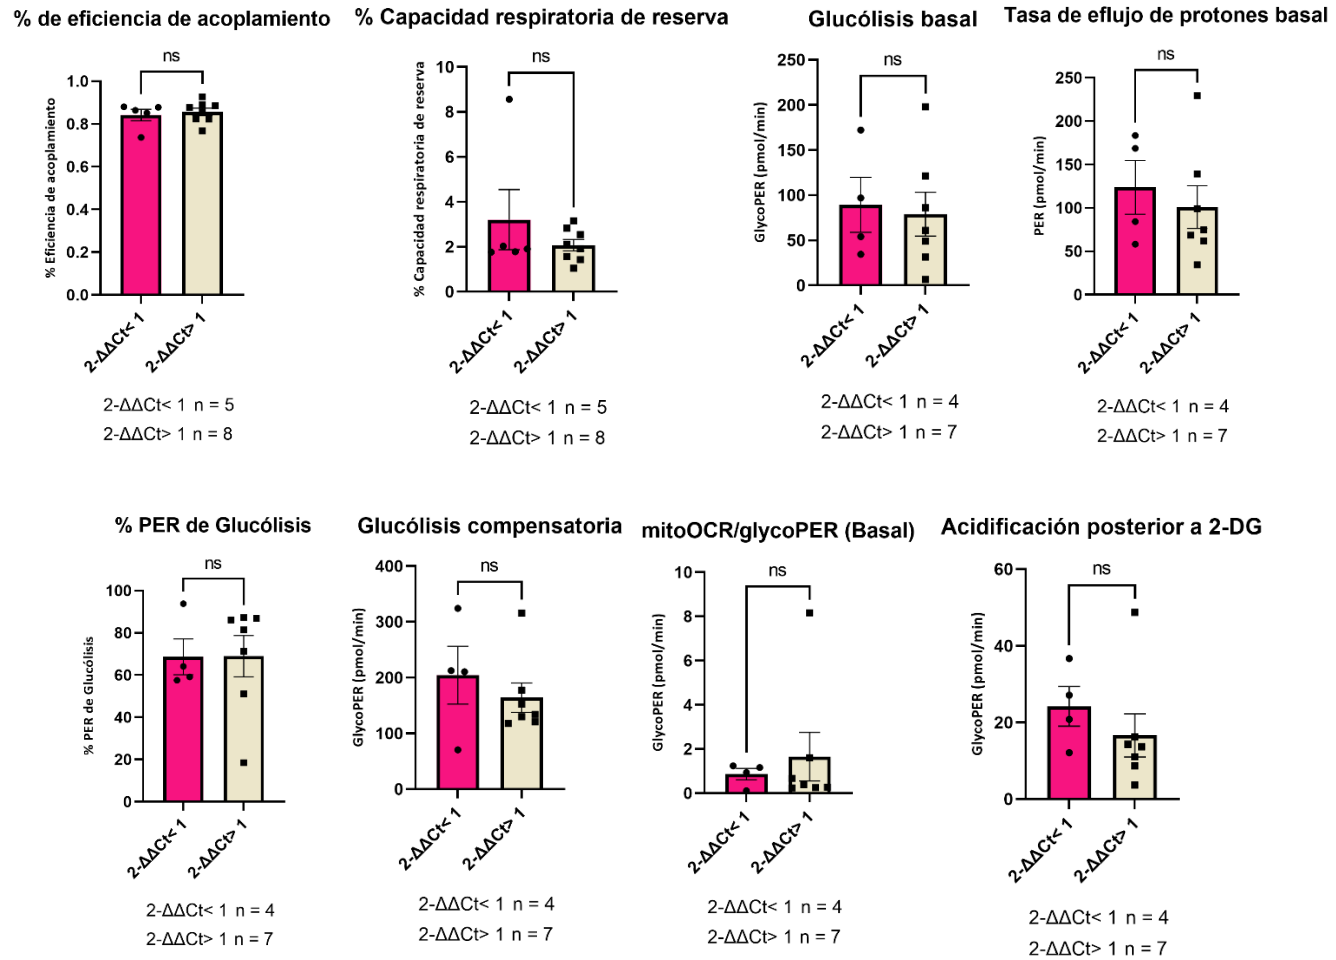 % de eficiencia de acoplamiento
ns
% Eficiencia de acoplamiento
1.0
0.8
0.6
0.4
0.2
0.0
2-ΔΔCt< 1
2-ΔΔCt> 1
2-ΔΔCt< 1 n = 5
2-ΔΔCt> 1 n = 8
% Capacidad respiratoria de reserva
ns
% Capacidad respiratoria de reserva
10
8
6
4
2
0
2-ΔΔCt< 1
2-ΔΔCt> 1
2-ΔΔCt< 1 n = 5
2-ΔΔCt> 1 n = 8
Glucólisis basal
ns
GlycoPER (pmol/min)
250
200
150
100
50
0
2-ΔΔCt< 1
2-ΔΔCt> 1
2-ΔΔCt< 1 n = 4
2-ΔΔCt> 1 n = 7
Tasa de eflujo de protones basal
ns
PER (pmol/min)
250
200
150
100
50
0
2-ΔΔCt< 1
2-ΔΔCt> 1
2-ΔΔCt< 1 n = 4
2-ΔΔCt> 1 n = 7
% PER de Glucólisis
ns
% PER de Glucólisis
100
80
60
40
20
0
2-ΔΔCt< 1
2-ΔΔCt> 1
2-ΔΔCt< 1 n = 4
2-ΔΔCt> 1 n = 7
Glucólisis compensatoria
ns
GlycoPER (pmol/min)
400
300
200
100
0
2-ΔΔCt< 1
2-ΔΔCt> 1
2-ΔΔCt< 1 n = 4
2-ΔΔCt> 1 n = 7
mitoOCR/glycoPER (Basal)
ns
GlycoPER (pmol/min)
10
8
6
4
2
0
2-ΔΔCt< 1
2-ΔΔCt> 1
2-ΔΔCt< 1 n = 4
2-ΔΔCt> 1 n = 7
Acidificación posterior a 2-DG
ns
GlycoPER (pmol/min)
60
40
20
0
2-ΔΔCt< 1
2-ΔΔCt> 1
2-ΔΔCt< 1 n = 4
2-ΔΔCt> 1 n = 7